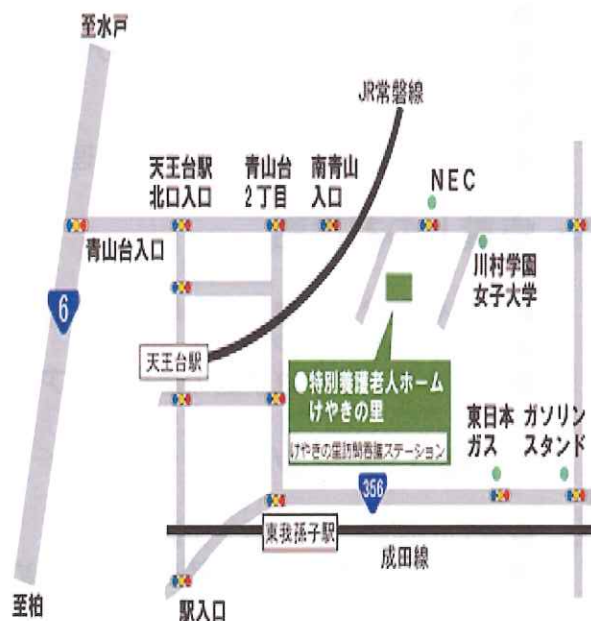 至水戸
JR常磐線
天王台駅
北口入口
青山台
2丁目
南青山
入口
NEC
青山台入口
川村学園
女子大学
6
天王台駅
●特別養護老人ホーム
けやきの里
けやきの里訪問看護ステーション
東日本
ガス
ガソリン
スタンド
356
東我孫子駅
成田線
至柏
駅入口